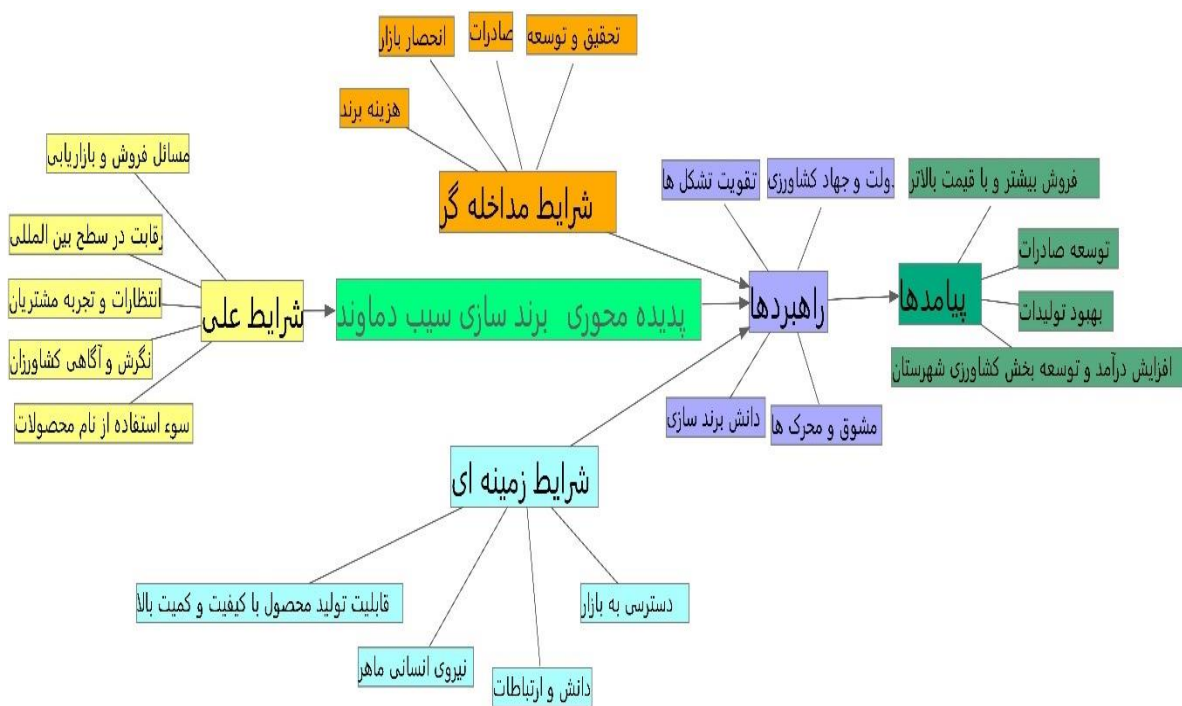 تحقیق و توسعه
صادرات
انحصار بازار
هزینه برند
شرایط مداخله گر
مسائل فروش و بازاریابی
رقابت در سطح بین المللی
انتظارات و تجربه مشتریان
نگرش و آگاهی کشاورزان
سوء استفاده از نام محصولات
شرایط علی
پدیده محوری برند سازی سیب دماوند
دولت و جهاد کشاورزی
تقویت تشکل ها
راهبردها
مشوق و محرک ها
دانش برند سازی
فروش بیشتر و با قیمت بالاتر
توسعه صادرات
پیامدها
بهبود تولیدات
افزایش درآمد و توسعه بخش کشاورزی شهرستان
شرایط زمینه ای
دسترسی به بازار
قابلیت تولید محصول با کیفیت و کمیت بالا
نیروی انسانی ماهر
دانش و ارتباطات